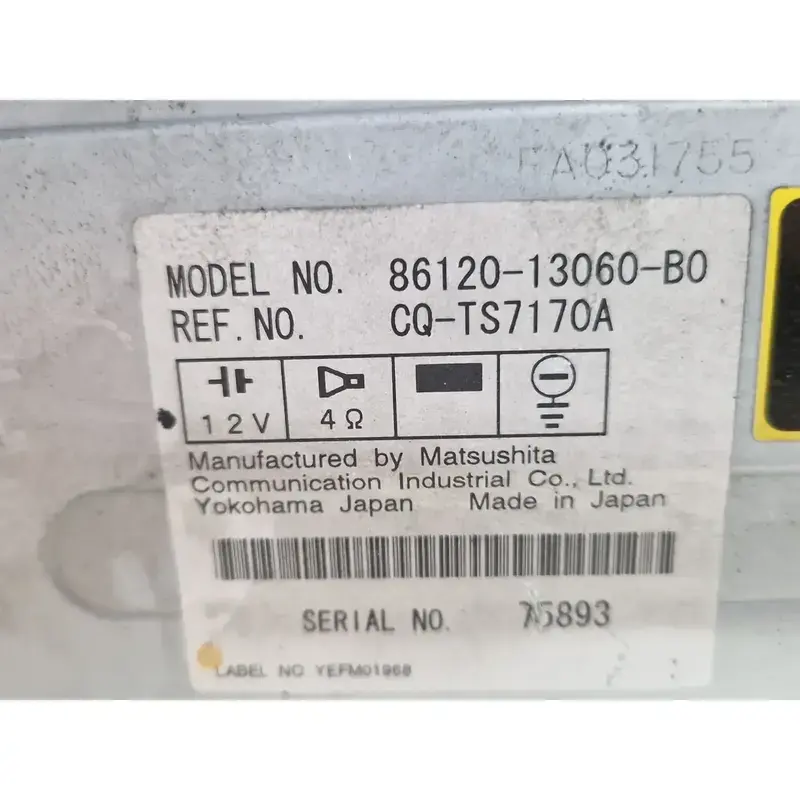 FA031755
MODEL NO. 86120-13060-B0
REF. NO. CQ-TS7170A
12V 4Ω
Manufactured by Matsushita
Communication Industrial Co., Ltd.
Yokohama Japan Made in Japan
SERIAL NO. 75893
LABEL NO YEFM01968